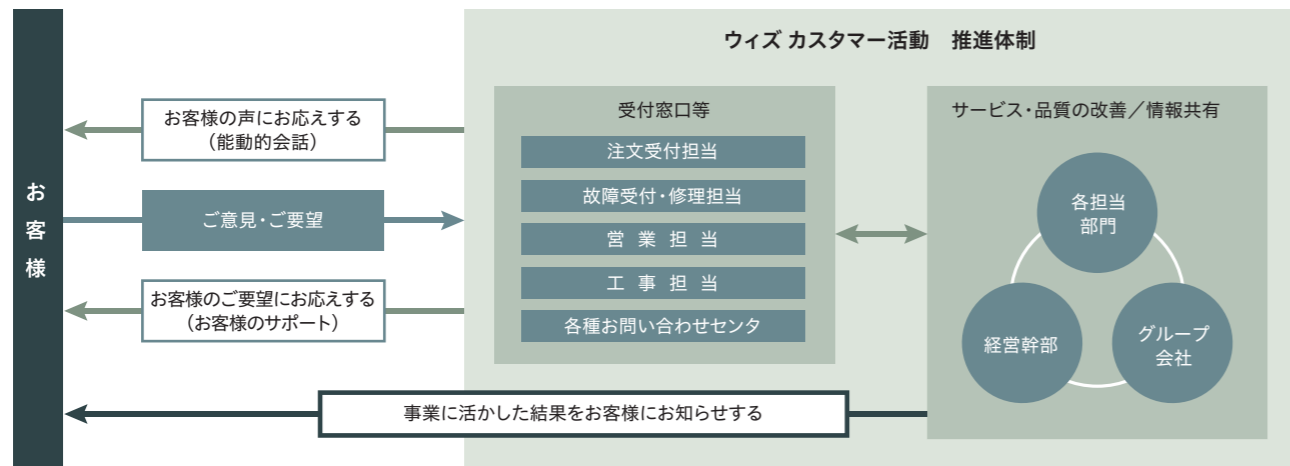 お客様
ウィズ カスタマー活動　推進体制
お客様の声にお応えする
（能動的会話）
ご意見・ご要望
お客様のご要望にお応えする
（お客様のサポート）
受付窓口等
注文受付担当
故障受付・修理担当
営業担当
工事担当
各種お問い合わせセンタ
サービス・品質の改善／情報共有
各担当
部門
経営幹部
グループ
会社
事業に活かした結果をお客様にお知らせする